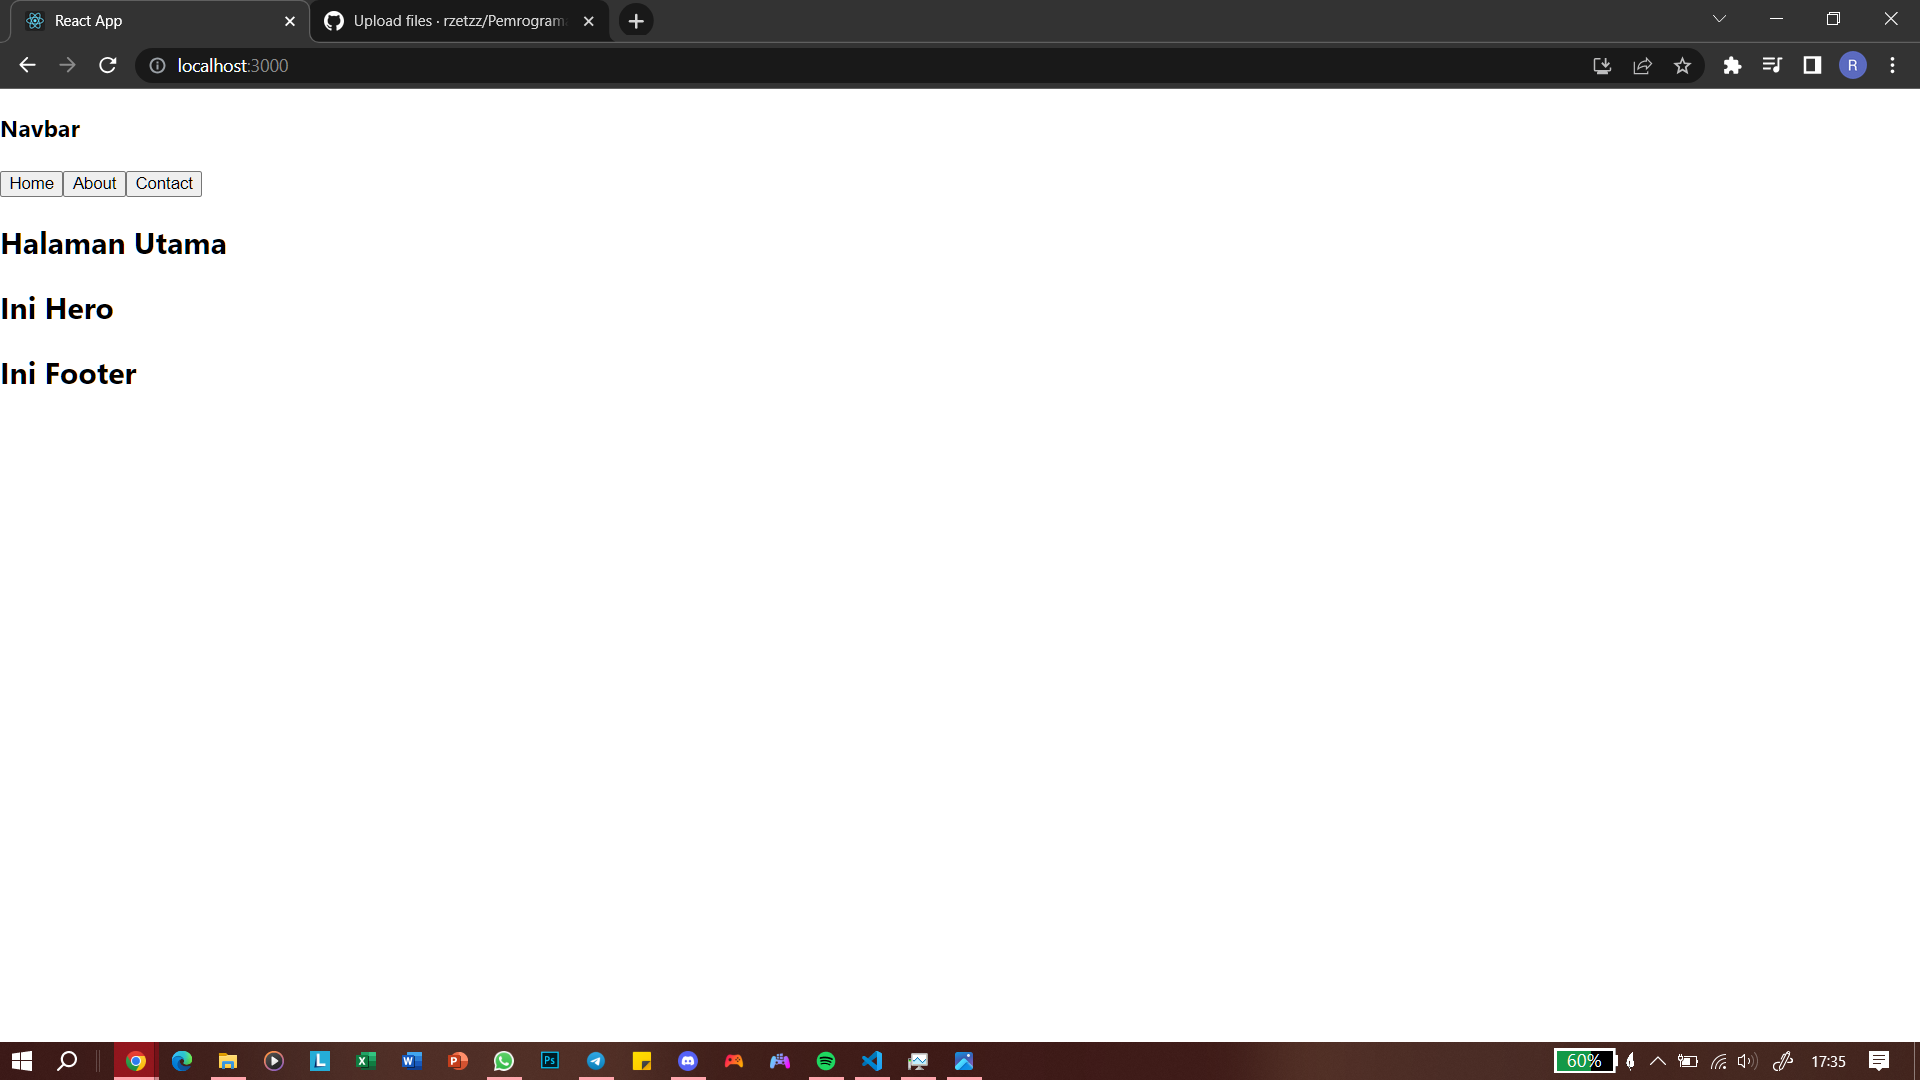 React App
Upload files · rzetzz/Pemrogram
localhost:3000
R
Navbar
Home About Contact
Halaman Utama
Ini Hero
Ini Footer
L
X
W
P
Ps
60%
17:35